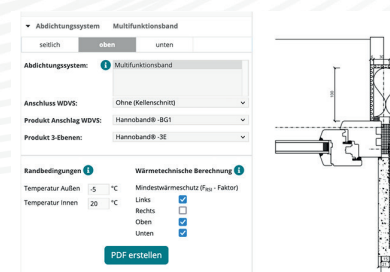 Abdichtungssystem Multifunktionsband
seitlich oben unten
Abdichtungssystem: Multifunktionsband
Anschluss WDVS: Ohne (Kellenschnitt)
Produkt Anschlag WDVS: Hannoband® -BG1
Produkt 3-Ebenen: Hannoband® -3E
Randbedingungen Wärmetechnische Berechnung
Temperatur Außen -5 °C Mindestwärmeschutz (FRSI - Faktor)
Temperatur Innen 20 °C Links
Rechts
Oben
Unten
PDF erstellen